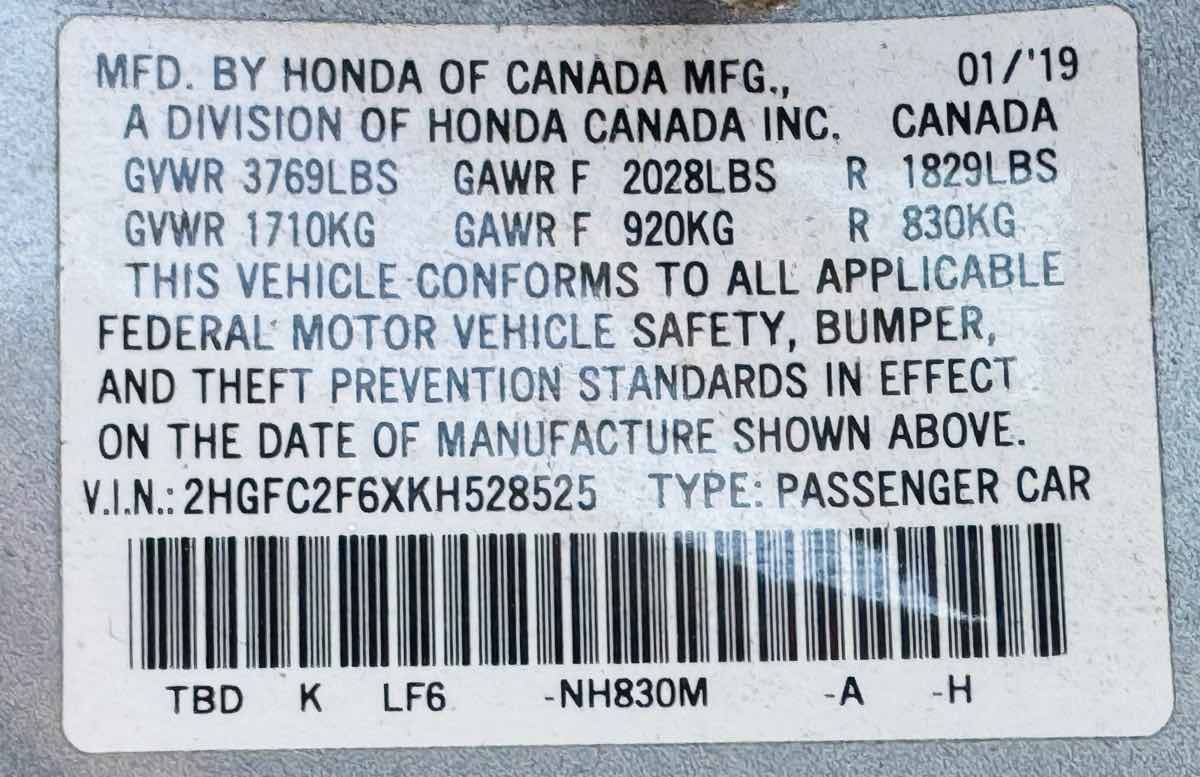 MFD. BY HONDA OF CANADA MFG., 01/'19
A DIVISION OF HONDA CANADA INC. CANADA
GVWR 3769LBS GAWR F 2028LBS R 1829LBS
GVWR 1710KG GAWR F 920KG R 830KG
THIS VEHICLE CONFORMS TO ALL APPLICABLE
FEDERAL MOTOR VEHICLE SAFETY, BUMPER,
AND THEFT PREVENTION STANDARDS IN EFFECT
ON THE DATE OF MANUFACTURE SHOWN ABOVE.
V.I.N.: 2HGFC2F6XKH528525 TYPE: PASSENGER CAR
TBD K LF6 -NH830M -A -H